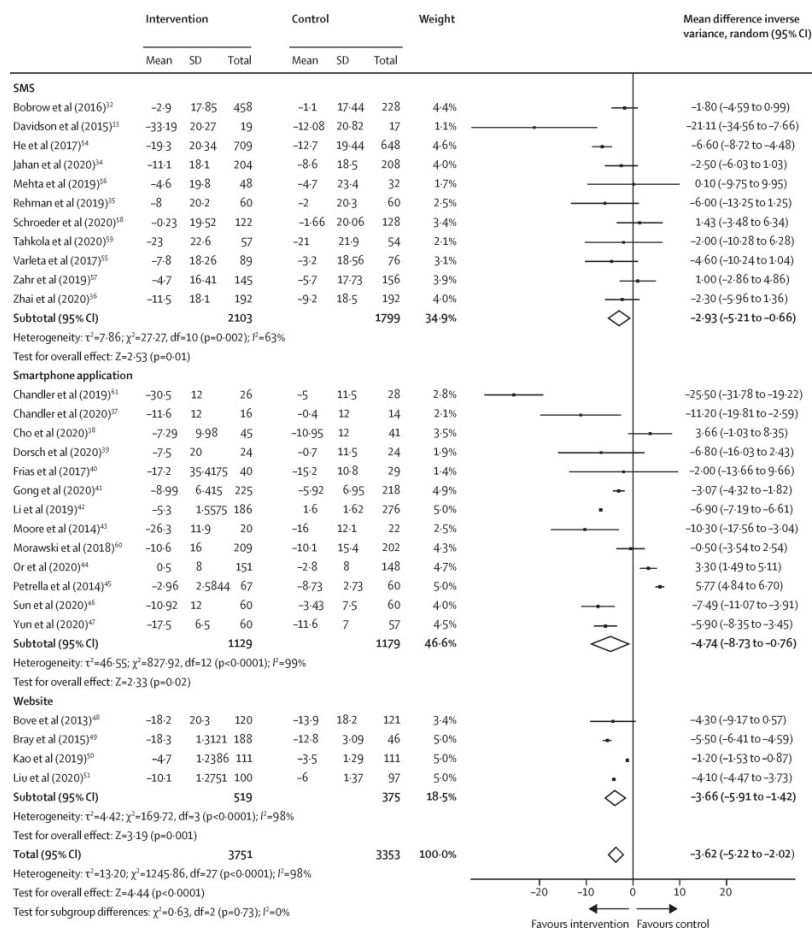 Intervention Control Weight Mean difference inverse
variance, random (95% CI)
Mean SD Total Mean SD Total
SMS
Bobrow et al (2016)³² −2·9 17·85 458 −1·1 17·44 228 4·4% −1·80 (−4·59 to 0·99)
Davidson et al (2015)³³ −33·19 20·27 19 −12·08 20·82 17 1·1% −21·11 (−34·56 to −7·66)
He et al (2017)⁵⁴ −19·3 20·34 709 −12·7 19·44 648 4·6% −6·60 (−8·72 to −4·48)
Jahan et al (2020)³⁴ −11·1 18·1 204 −8·6 18·5 208 4·0% −2·50 (−6·03 to 1·03)
Mehta et al (2019)⁵⁶ −4·6 19·8 48 −4·7 23·4 32 1·7% 0·10 (−9·75 to 9·95)
Rehman et al (2019)³⁵ −8 20·2 60 −2 20·3 60 2·5% −6·00 (−13·25 to 1·25)
Schroeder et al (2020)⁵⁸ −0·23 19·52 122 −1·66 20·06 128 3·4% 1·43 (−3·48 to 6·34)
Tahkola et al (2020)⁵⁹ −23 22·6 57 −21 21·9 54 2·1% −2·00 (−10·28 to 6·28)
Varleta et al (2017)⁵⁵ −7·8 18·26 89 −3·2 18·56 76 3·1% −4·60 (−10·24 to 1·04)
Zahr et al (2019)⁵⁷ −4·7 16·41 145 −5·7 17·73 156 3·9% 1·00 (−2·86 to 4·86)
Zhai et al (2020)³⁶ −11·5 18·1 192 −9·2 18·5 192 4·0% −2·30 (−5·96 to 1·36)
Subtotal (95% CI) 2103 1799 34·9% −2·93 (−5·21 to −0·66)
Heterogeneity: τ²=7·86; χ²=27·27, df=10 (p=0·002); I²=63%
Test for overall effect: Z=2·53 (p=0·01)
Smartphone application
Chandler et al (2019)⁶¹ −30·5 12 26 −5 11·5 28 2·8% −25·50 (−31·78 to −19·22)
Chandler et al (2020)³⁷ −11·6 12 16 −0·4 12 14 2·1% −11·20 (−19·81 to −2·59)
Cho et al (2020)³⁸ −7·29 9·98 45 −10·95 12 41 3·5% 3·66 (−1·03 to 8·35)
Dorsch et al (2020)³⁹ −7·5 20 24 −0·7 11·5 24 1·9% −6·80 (−16·03 to 2·43)
Frias et al (2017)⁴⁰ −17·2 35·4175 40 −15·2 10·8 29 1·4% −2·00 (−13·66 to 9·66)
Gong et al (2020)⁴¹ −8·99 6·415 225 −5·92 6·95 218 4·9% −3·07 (−4·32 to −1·82)
Li et al (2019)⁴² −5·3 1·5575 186 1·6 1·62 276 5·0% −6·90 (−7·19 to −6·61)
Moore et al (2014)⁴³ −26·3 11·9 20 −16 12·1 22 2·5% −10·30 (−17·56 to −3·04)
Morawski et al (2018)⁶⁰ −10·6 16 209 −10·1 15·4 202 4·3% −0·50 (−3·54 to 2·54)
Or et al (2020)⁴⁴ 0·5 8 151 −2·8 8 148 4·7% 3·30 (1·49 to 5·11)
Petrella et al (2014)⁴⁵ −2·96 2·5844 67 −8·73 2·73 60 5·0% 5·77 (4·84 to 6·70)
Sun et al (2020)⁴⁶ −10·92 12 60 −3·43 7·5 60 4·0% −7·49 (−11·07 to −3·91)
Yun et al (2020)⁴⁷ −17·5 6·5 60 −11·6 7 57 4·5% −5·90 (−8·35 to −3·45)
Subtotal (95% CI) 1129 1179 46·6% −4·74 (−8·73 to −0·76)
Heterogeneity: τ²=46·55; χ²=827·92, df=12 (p<0·0001); I²=99%
Test for overall effect: Z=2·33 (p=0·02)
Website
Bove et al (2013)⁴⁸ −18·2 20·3 120 −13·9 18·2 121 3·4% −4·30 (−9·17 to 0·57)
Bray et al (2015)⁴⁹ −18·3 1·3121 188 −12·8 3·09 46 5·0% −5·50 (−6·41 to −4·59)
Kao et al (2019)⁵⁰ −4·7 1·2386 111 −3·5 1·29 111 5·0% −1·20 (−1·53 to −0·87)
Liu et al (2020)⁵¹ −10·1 1·2751 100 −6 1·37 97 5·0% −4·10 (−4·47 to −3·73)
Subtotal (95% CI) 519 375 18·5% −3·66 (−5·91 to −1·42)
Heterogeneity: τ²=4·42; χ²=169·72, df=3 (p<0·0001); I²=98%
Test for overall effect: Z=3·19 (p=0·001)
Total (95% CI) 3751 3353 100·0% −3·62 (−5·22 to −2·02)
Heterogeneity: τ²=13·20; χ²=1245·86, df=27 (p<0·0001); I²=98%
Test for overall effect: Z=4·44 (p<0·0001)
Test for subgroup differences: χ²=0·63, df=2 (p=0·73); I²=0%
−20 −10 0 10 20
Favours intervention Favours control